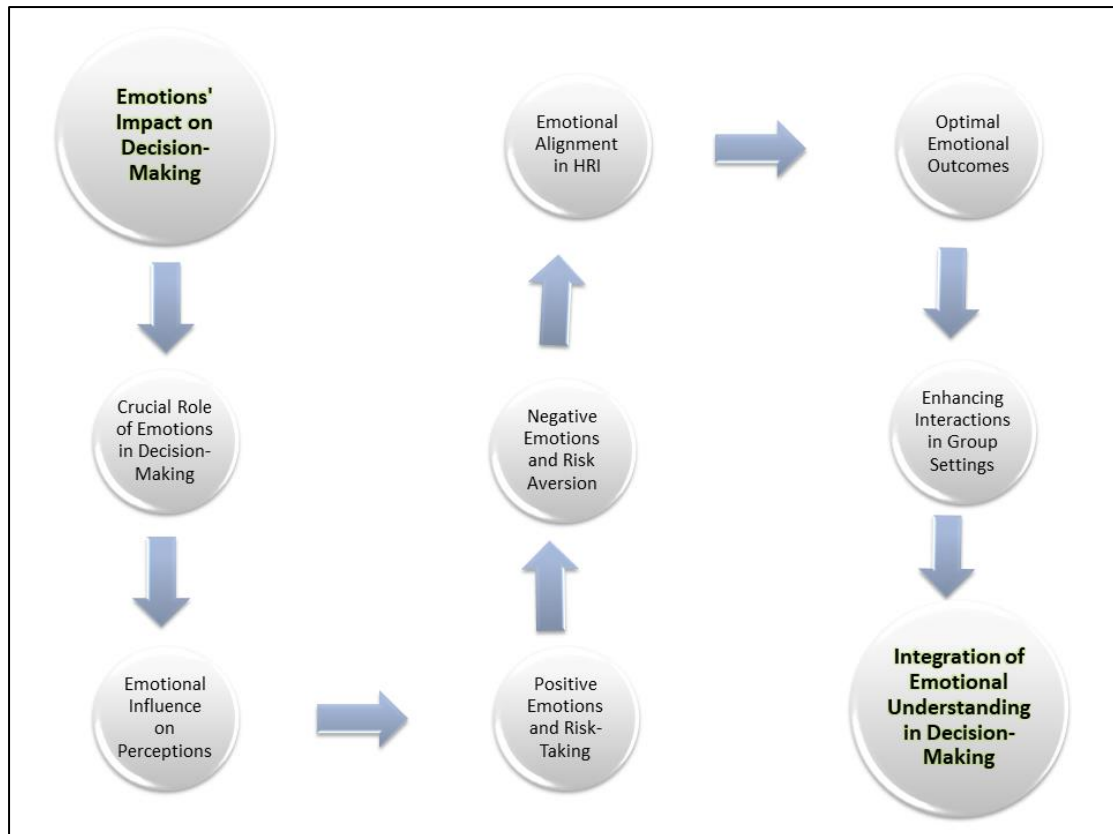 Emotions'
Impact on
Decision-
Making
Crucial Role
of Emotions
in Decision-
Making
Emotional
Influence
on
Perceptions
Positive
Emotions
and Risk-
Taking
Negative
Emotions
and Risk
Aversion
Emotional
Alignment
in HRI
Optimal
Emotional
Outcomes
Enhancing
Interactions
in Group
Settings
Integration of
Emotional
Understanding
in Decision-
Making